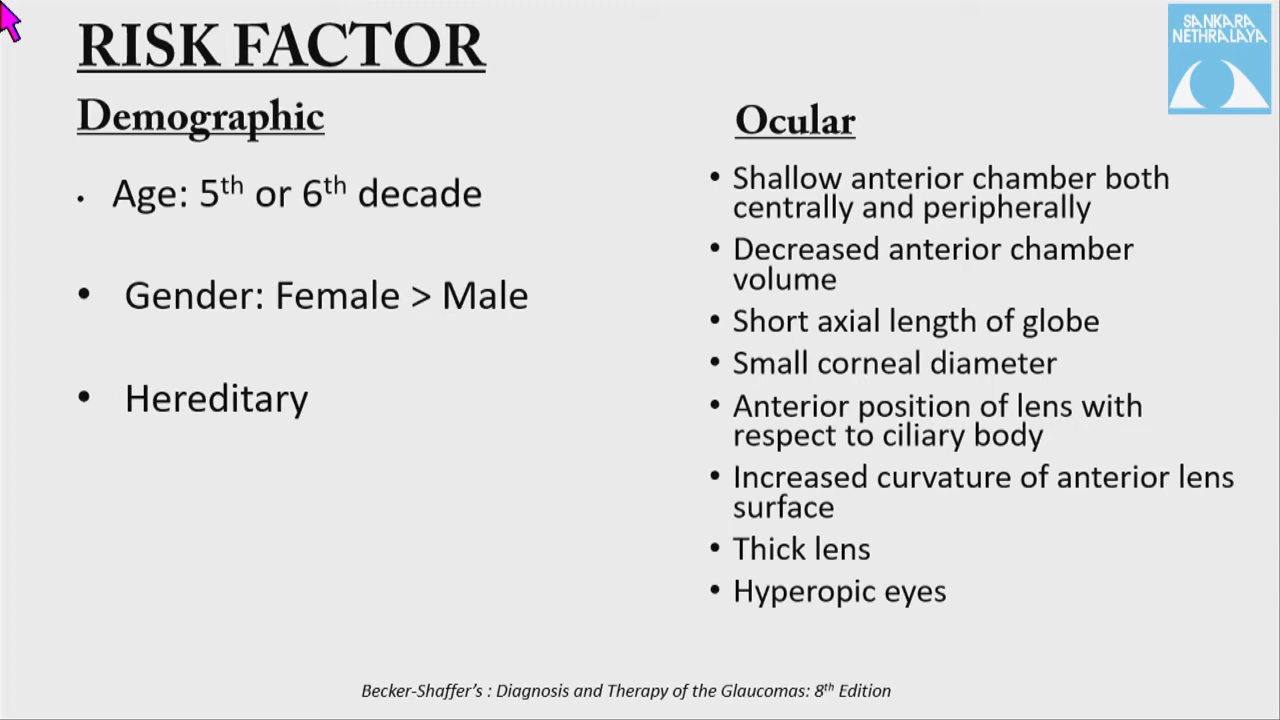 RISK FACTOR
SANKARA
NETHRALAYA
Demographic
• Age: 5th or 6th decade
• Gender: Female > Male
• Hereditary
Ocular
• Shallow anterior chamber both
centrally and peripherally
• Decreased anterior chamber
volume
• Short axial length of globe
• Small corneal diameter
• Anterior position of lens with
respect to ciliary body
• Increased curvature of anterior lens
surface
• Thick lens
• Hyperopic eyes
Becker-Shaffer's : Diagnosis and Therapy of the Glaucomas: 8th Edition